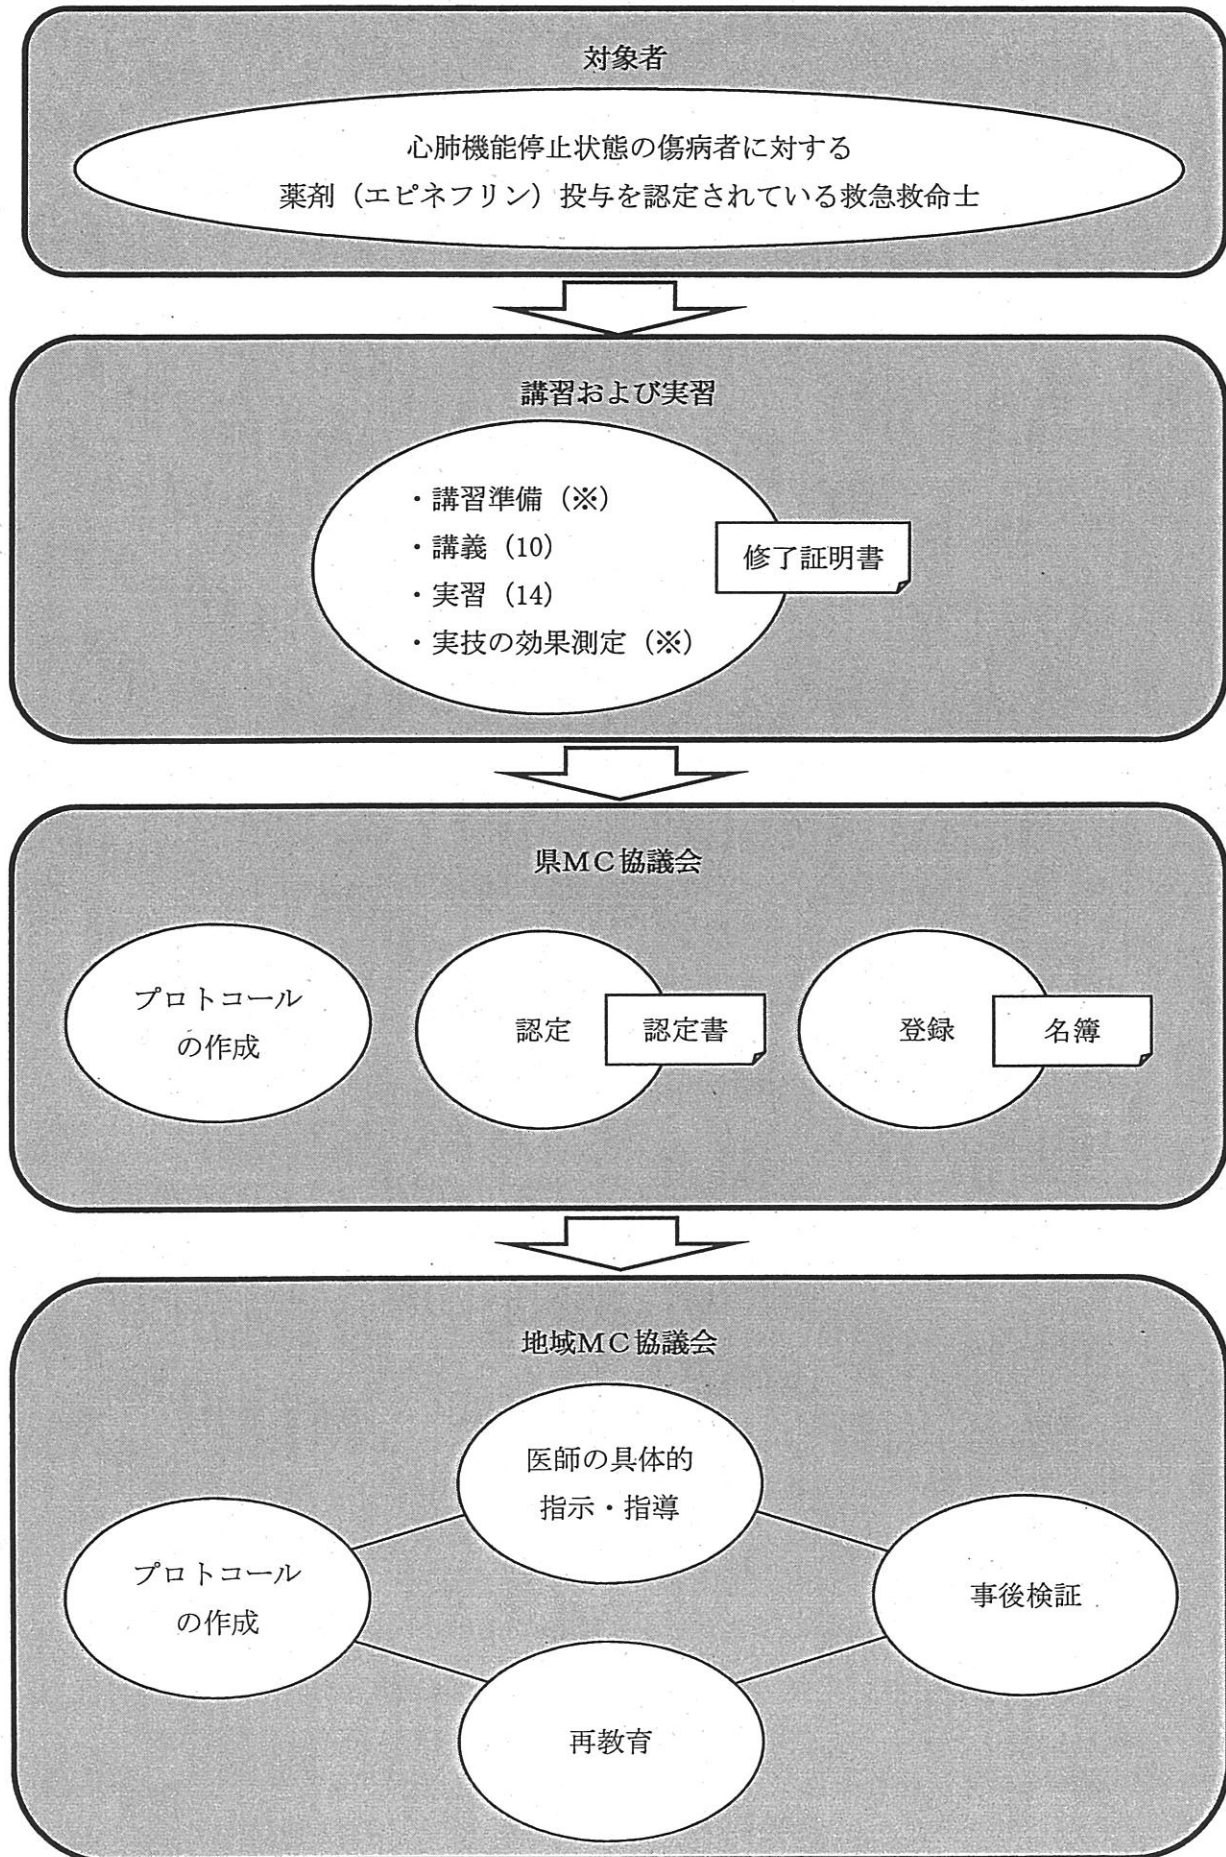 対象者
心肺機能停止状態の傷病者に対する
薬剤（エピネフリン）投与を認定されている救急救命士
講習および実習
・講習準備（※）
・講義（10）
・実習（14）
・実技の効果測定（※）
修了証明書
県MC協議会
プロトコール
の作成
認定
認定書
登録
名簿
地域MC協議会
医師の具体的
指示・指導
プロトコール
の作成
事後検証
再教育